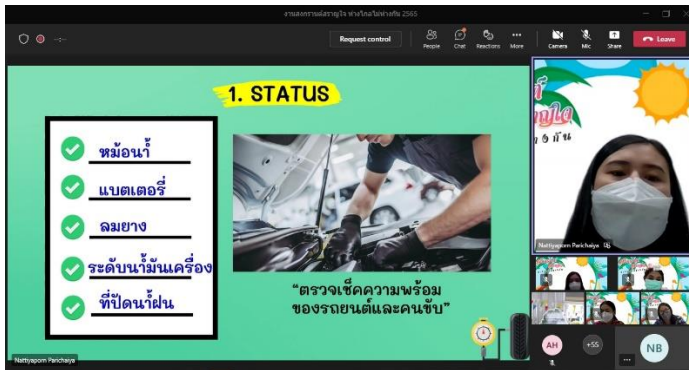 งานสงกรานต์สราญใจ ห่างไกลไม่ห่างกัน 2565
Request control
People
Chat
Reactions
More
Camera
Mic
Share
Leave
1. STATUS
หม้อน้ำ
แบตเตอรี่
ลมยาง
ระดับน้ำมันเครื่อง
ที่ปัดน้ำฝน
“ตรวจเช็คความพร้อม
ของรถยนต์และคนขับ”
Nattiyaporn Parichaiya
Nattiyaporn Parichaiya
AH
+55
NB